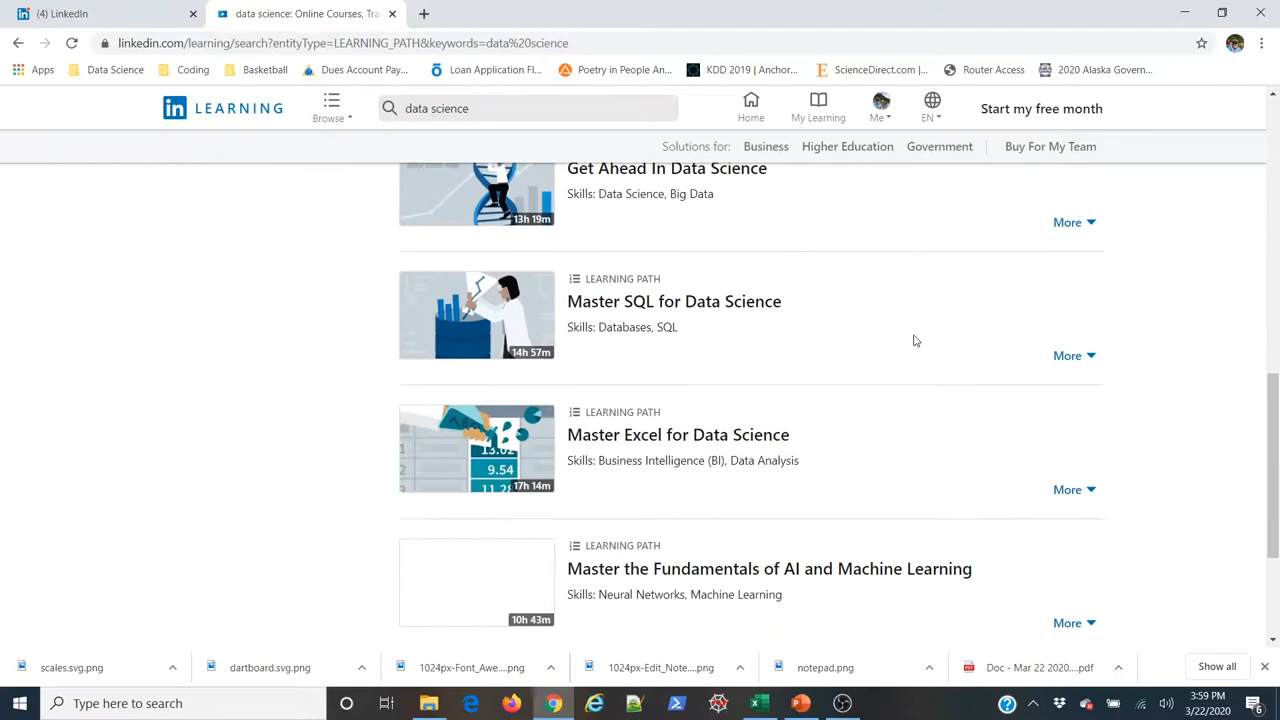 (4) LinkedIn
data science: Online Courses, Tra
linkedin.com/learning/search?entityType=LEARNING_PATH&keywords=data%20science
Apps Data Science Coding Basketball Dues Account Pay... Loan Application Fl... Poetry in People An... KDD 2019 | Anchor... ScienceDirect.com |... Router Access 2020 Alaska Govern...
in LEARNING
Browse
data science
Home
My Learning
Me
EN
Start my free month
Solutions for: Business Higher Education Government Buy For My Team
Get Ahead In Data Science
Skills: Data Science, Big Data
13h 19m
More
LEARNING PATH
Master SQL for Data Science
Skills: Databases, SQL
14h 57m
More
LEARNING PATH
Master Excel for Data Science
Skills: Business Intelligence (BI), Data Analysis
13.02
9.54
11.28
17h 14m
More
LEARNING PATH
Master the Fundamentals of AI and Machine Learning
Skills: Neural Networks, Machine Learning
10h 43m
More
scales.svg.png dartboard.svg.png 1024px-Font_Awe....png 1024px-Edit_Note....png notepad.png Doc - Mar 22 2020....pdf Show all
Type here to search
3:59 PM
3/22/2020
6